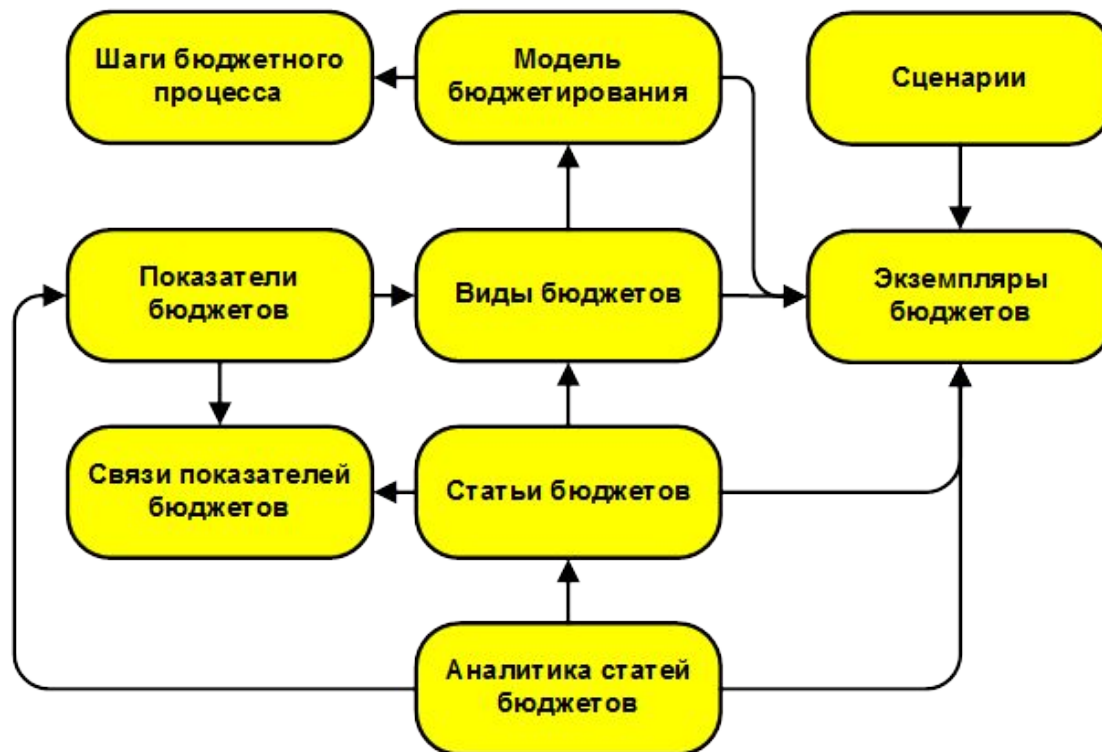 Шаги бюджетного
процесса
Модель
бюджетирования
Сценарии
Показатели
бюджетов
Виды бюджетов
Экземпляры
бюджетов
Связи показателей
бюджетов
Статьи бюджетов
Аналитика статей
бюджетов